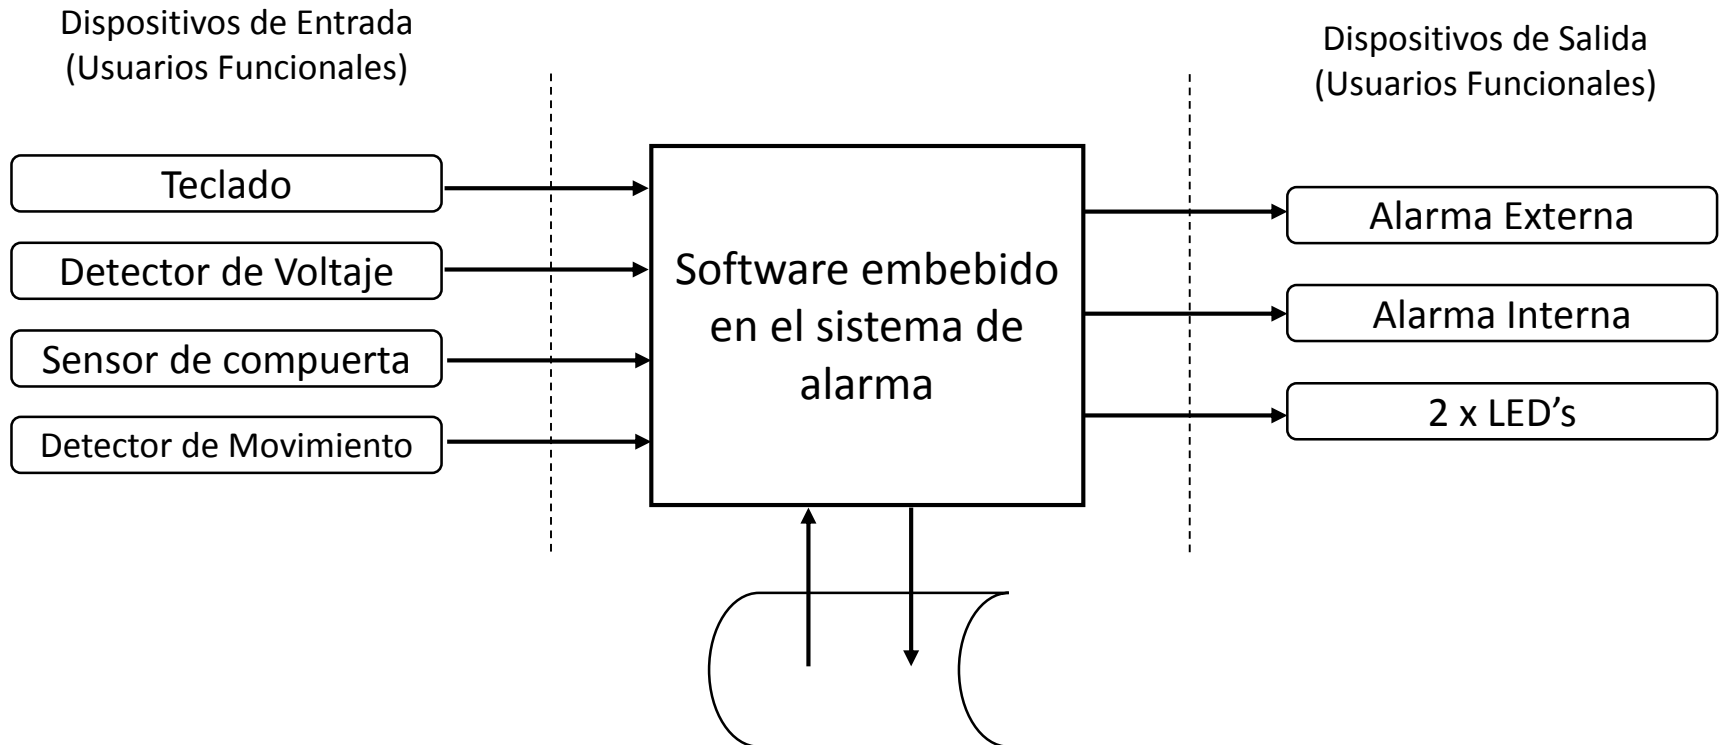 Dispositivos de Entrada
(Usuarios Funcionales)
Dispositivos de Salida
(Usuarios Funcionales)
Teclado
Detector de Voltaje
Sensor de compuerta
Detector de Movimiento
Software embebido
en el sistema de
alarma
Alarma Externa
Alarma Interna
2 x LED’s